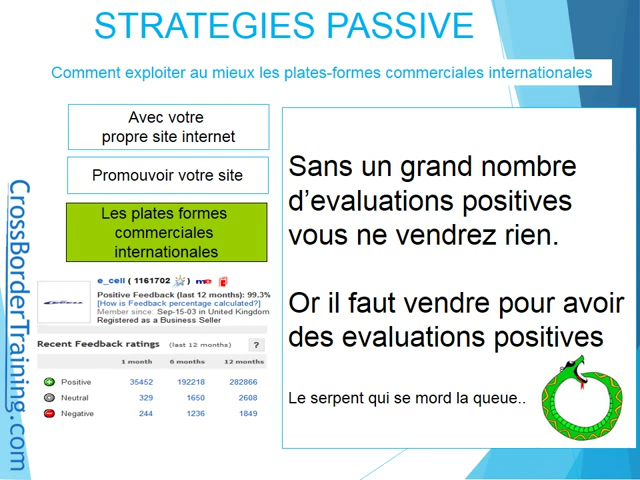 STRATEGIES PASSIVE
Comment exploiter au mieux les plates-formes commerciales internationales
Avec votre
propre site internet
Promouvoir votre site
Les plates formes
commerciales
internationales
CrossBorderTraining.com
e_cell ( 1161702 ) me
Positive Feedback (last 12 months): 99.3%
[How is Feedback percentage calculated?]
Member since: Sep-15-03 in United Kingdom
Registered as a Business Seller
Recent Feedback ratings (last 12 months) ?
1 month 6 months 12 months
Positive 35452 192218 282866
Neutral 329 1650 2608
Negative 244 1236 1849
Sans un grand nombre
d’evaluations positives
vous ne vendrez rien.
Or il faut vendre pour avoir
des evaluations positives
Le serpent qui se mord la queue..